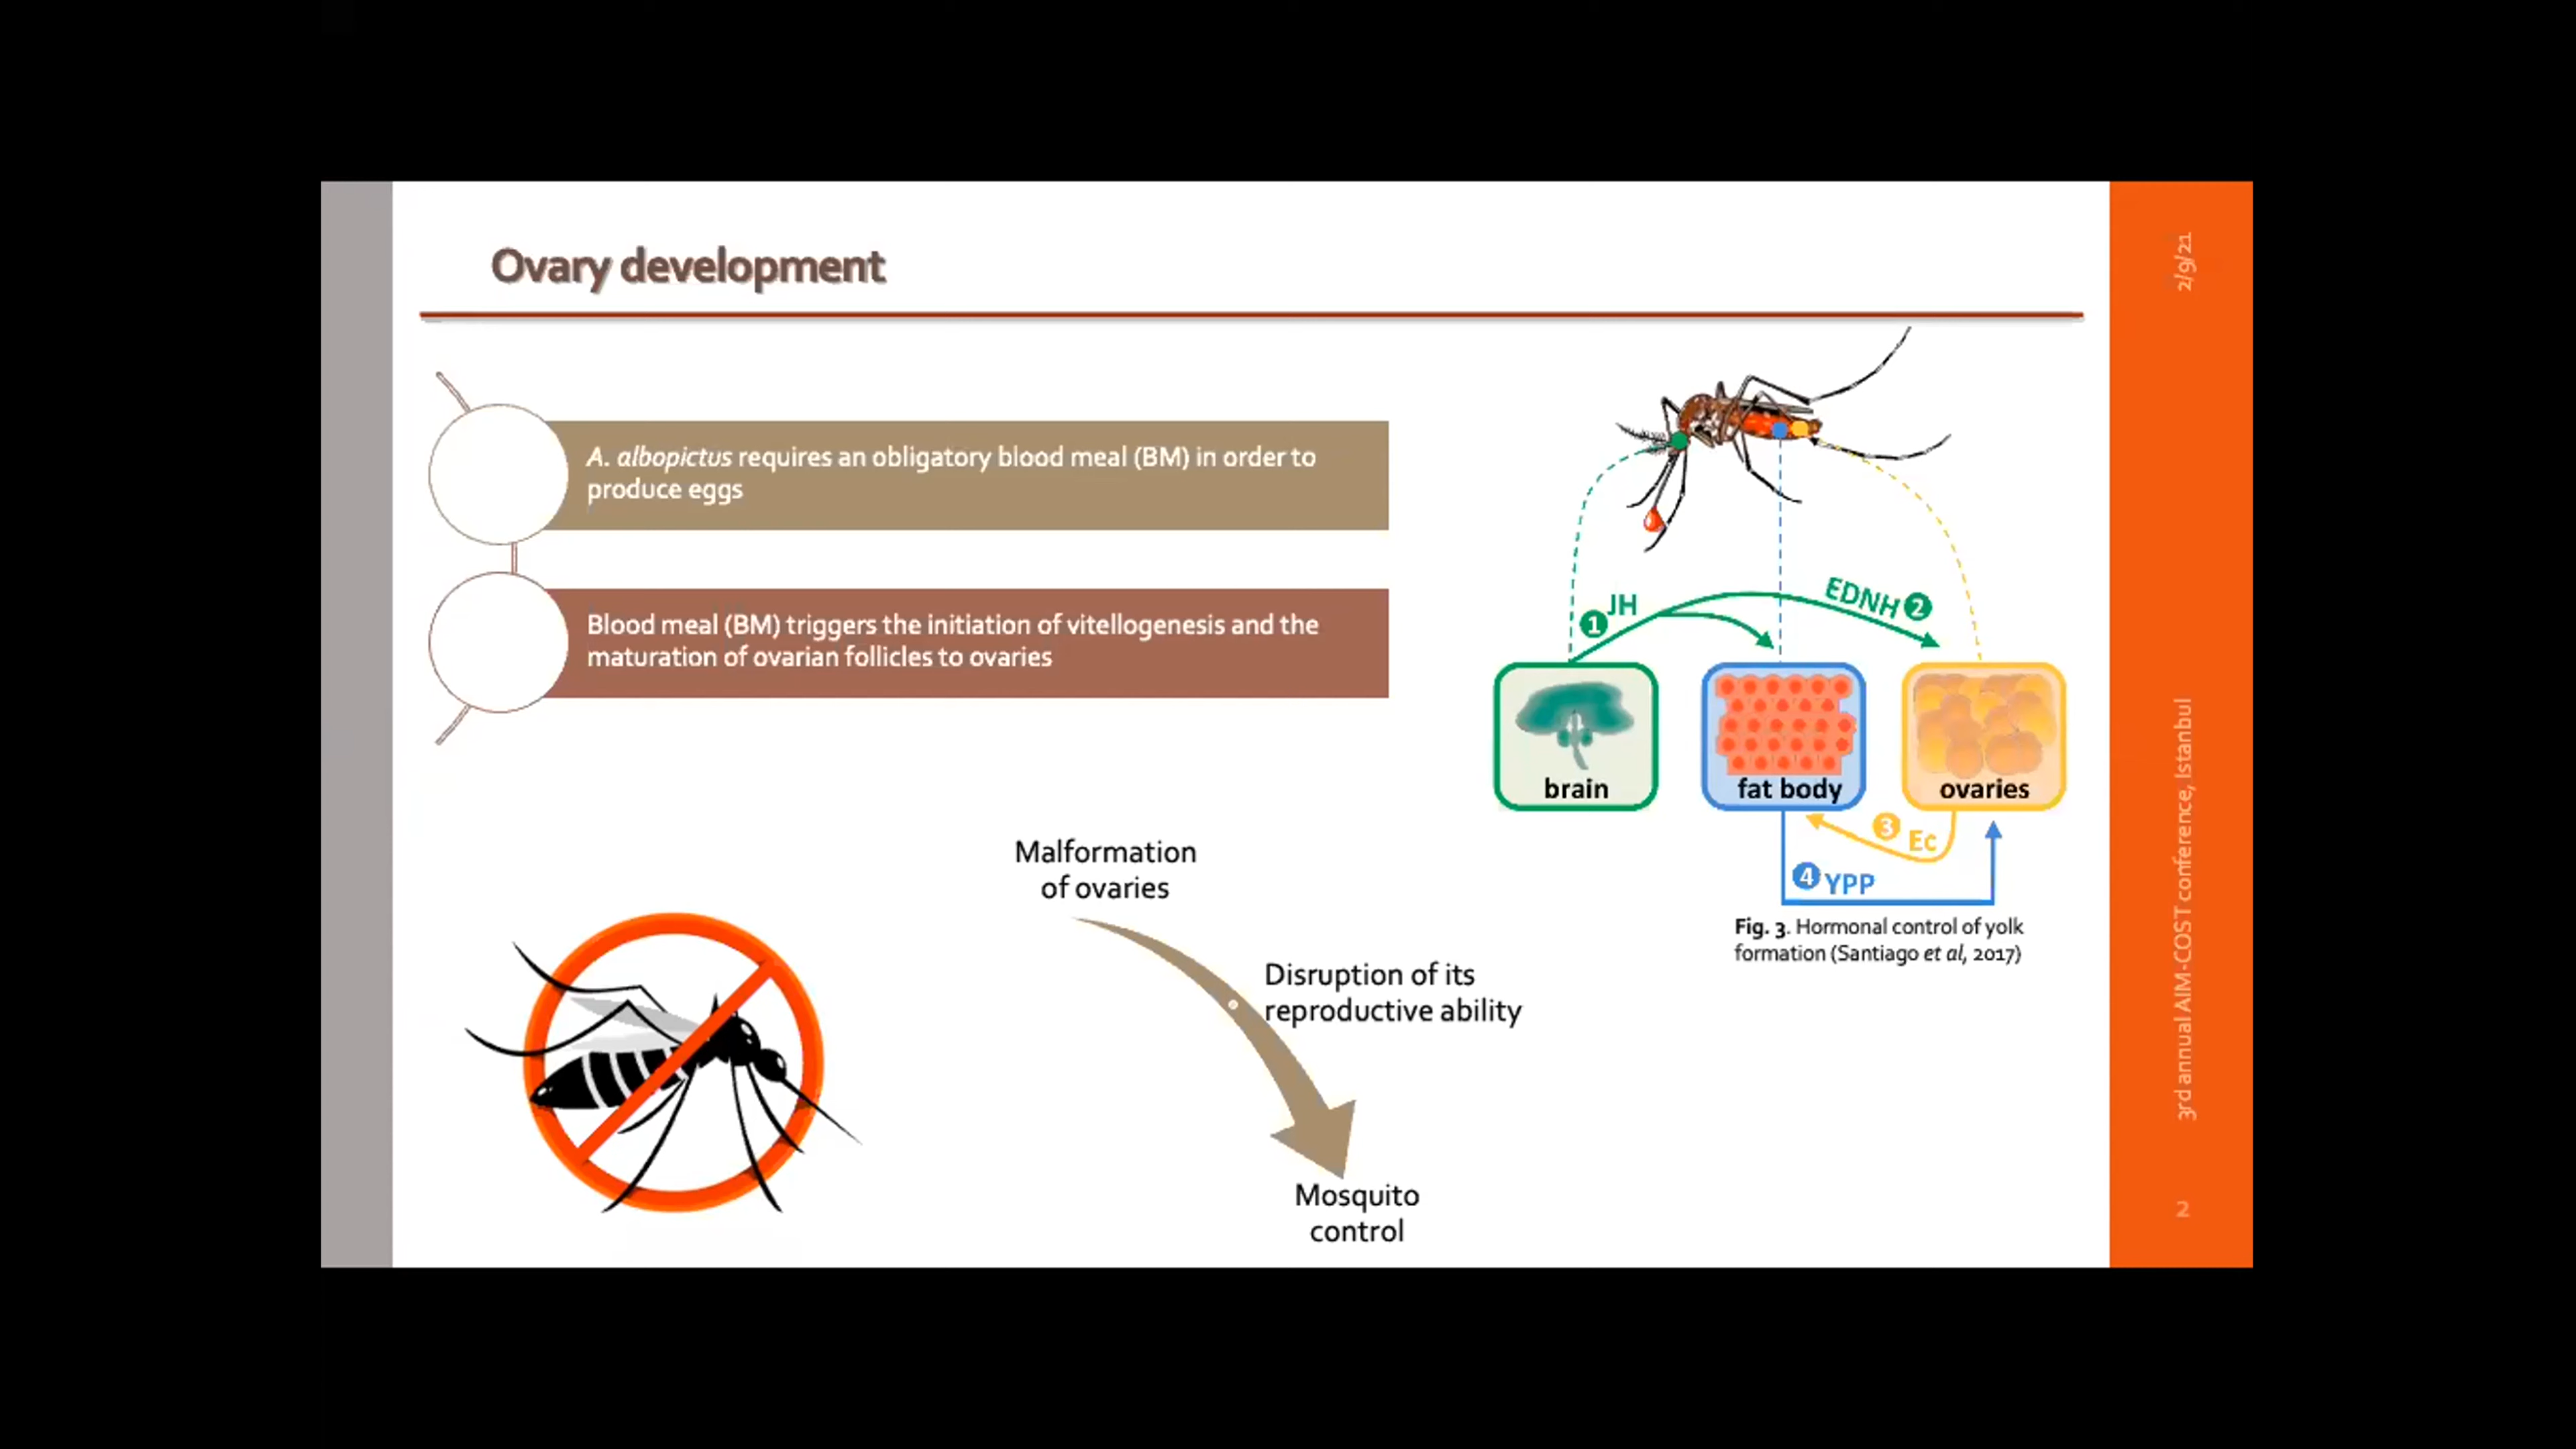 Ovary development
A. albopictus requires an obligatory blood meal (BM) in order to
produce eggs
Blood meal (BM) triggers the initiation of vitellogenesis and the
maturation of ovarian follicles to ovaries
Malformation
of ovaries
Disruption of its
reproductive ability
Mosquito
control
1 JH
EDNH 2
brain
fat body
ovaries
3 Ec
4 YPP
Fig. 3. Hormonal control of yolk
formation (Santiago et al, 2017)
2/9/21
3rd annual AIM-COST conference, Istanbul
2